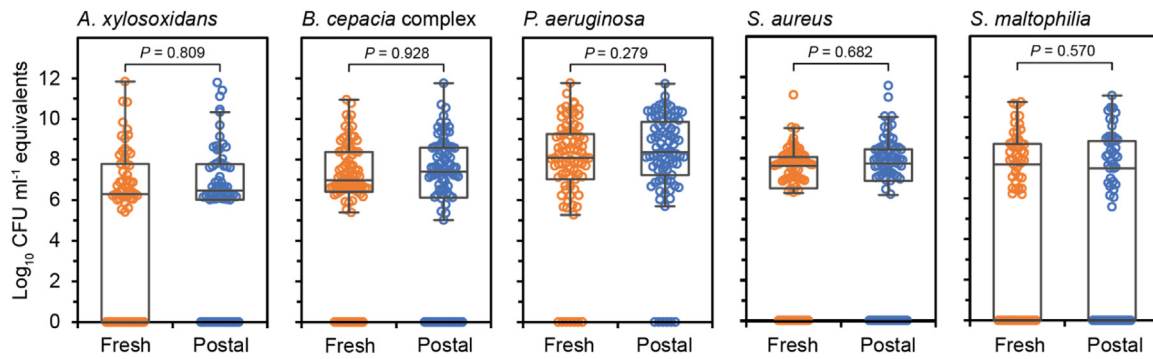 A. xylosoxidans B. cepacia complex P. aeruginosa S. aureus S. maltophilia
P = 0.809 P = 0.928 P = 0.279 P = 0.682 P = 0.570
Log₁₀ CFU ml⁻¹ equivalents
12
10
8
6
4
2
0
Fresh Postal Fresh Postal Fresh Postal Fresh Postal Fresh Postal